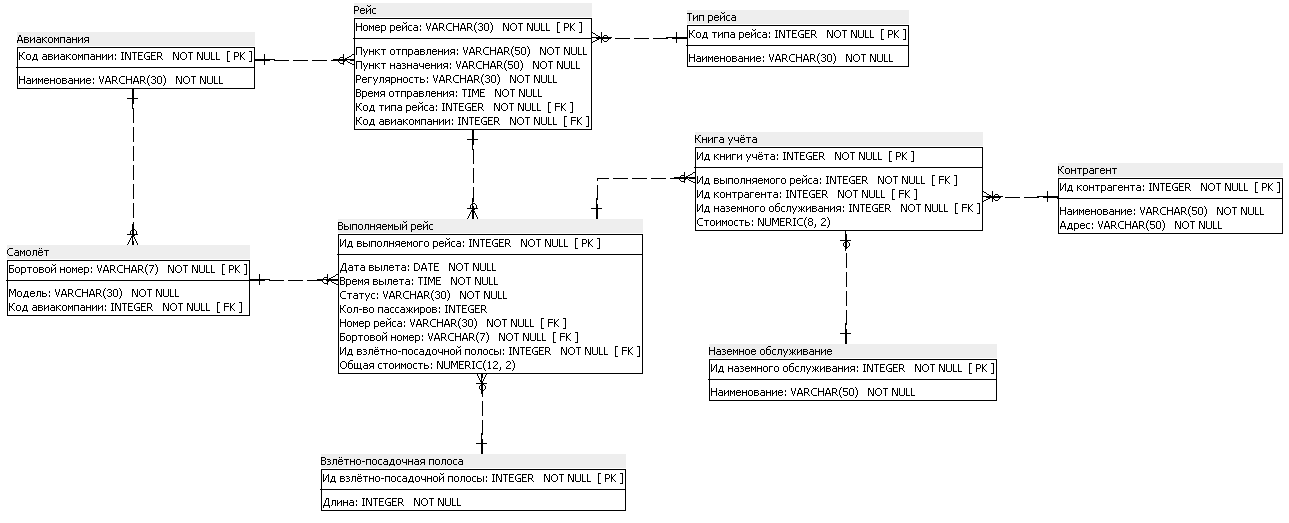 Авиакомпания
Код авиакомпании: INTEGER NOT NULL [ PK ]
Наименование: VARCHAR(30) NOT NULL
Рейс
Номер рейса: VARCHAR(30) NOT NULL [ PK ]
Пункт отправления: VARCHAR(50) NOT NULL
Пункт назначения: VARCHAR(50) NOT NULL
Регулярность: VARCHAR(30) NOT NULL
Время отправления: TIME NOT NULL
Код типа рейса: INTEGER NOT NULL [ FK ]
Код авиакомпании: INTEGER NOT NULL [ FK ]
Тип рейса
Код типа рейса: INTEGER NOT NULL [ PK ]
Наименование: VARCHAR(30) NOT NULL
Книга учёта
Ид книги учёта: INTEGER NOT NULL [ PK ]
Ид выполняемого рейса: INTEGER NOT NULL [ FK ]
Ид контрагента: INTEGER NOT NULL [ FK ]
Ид наземного обслуживания: INTEGER NOT NULL [ FK ]
Стоимость: NUMERIC(8, 2)
Контрагент
Ид контрагента: INTEGER NOT NULL [ PK ]
Наименование: VARCHAR(50) NOT NULL
Адрес: VARCHAR(50) NOT NULL
Самолёт
Бортовой номер: VARCHAR(7) NOT NULL [ PK ]
Модель: VARCHAR(30) NOT NULL
Код авиакомпании: INTEGER NOT NULL [ FK ]
Выполняемый рейс
Ид выполняемого рейса: INTEGER NOT NULL [ PK ]
Дата вылета: DATE NOT NULL
Время вылета: TIME NOT NULL
Статус: VARCHAR(30) NOT NULL
Кол-во пассажиров: INTEGER
Номер рейса: VARCHAR(30) NOT NULL [ FK ]
Бортовой номер: VARCHAR(7) NOT NULL [ FK ]
Ид взлётно-посадочной полосы: INTEGER NOT NULL [ FK ]
Общая стоимость: NUMERIC(12, 2)
Наземное обслуживание
Ид наземного обслуживания: INTEGER NOT NULL [ PK ]
Наименование: VARCHAR(50) NOT NULL
Взлётно-посадочная полоса
Ид взлётно-посадочной полосы: INTEGER NOT NULL [ PK ]
Длина: INTEGER NOT NULL